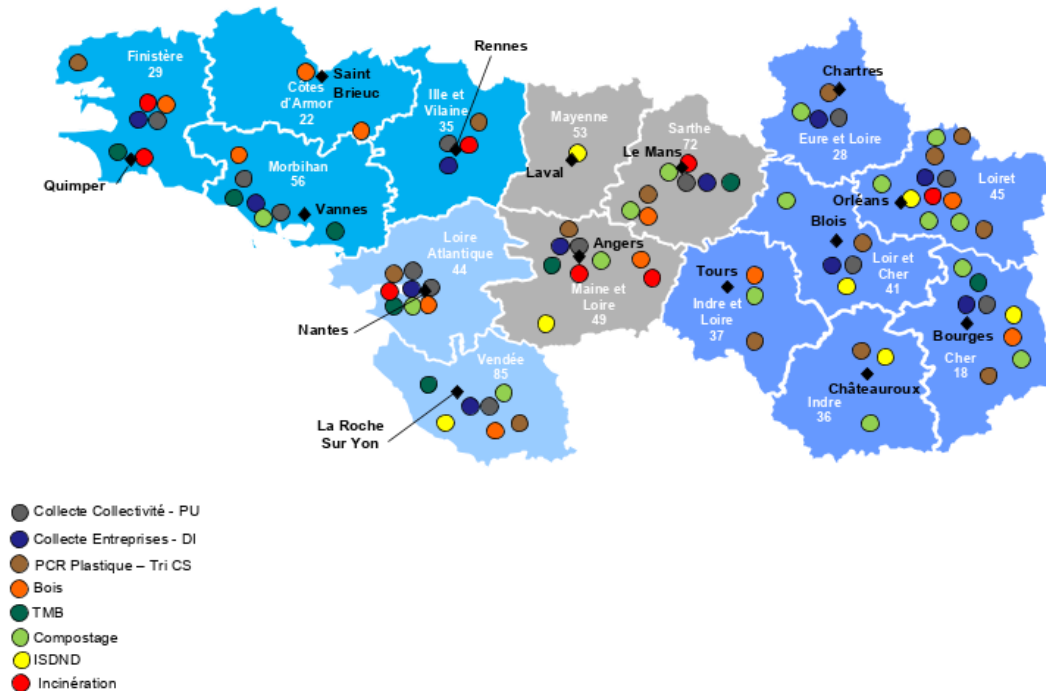 Rennes
Finistère
29
Saint
Brieuc
Côtes
d'Armor
22
Ille et
Vilaine
35
Mayenne
53
Sarthe
72
Chartres
Eure et Loire
28
Le Mans
Laval
Quimper
Morbihan
56
Vannes
Loiret
45
Orléans
Blois
Loir et
Cher
41
Loire
Atlantique
44
Angers
Maine et
Loire
49
Tours
Indre et
Loire
37
Nantes
Bourges
Cher
18
Vendée
85
Châteauroux
Indre
36
La Roche
Sur Yon
Collecte Collectivité - PU
Collecte Entreprises - DI
PCR Plastique – Tri CS
Bois
TMB
Compostage
ISDND
Incinération